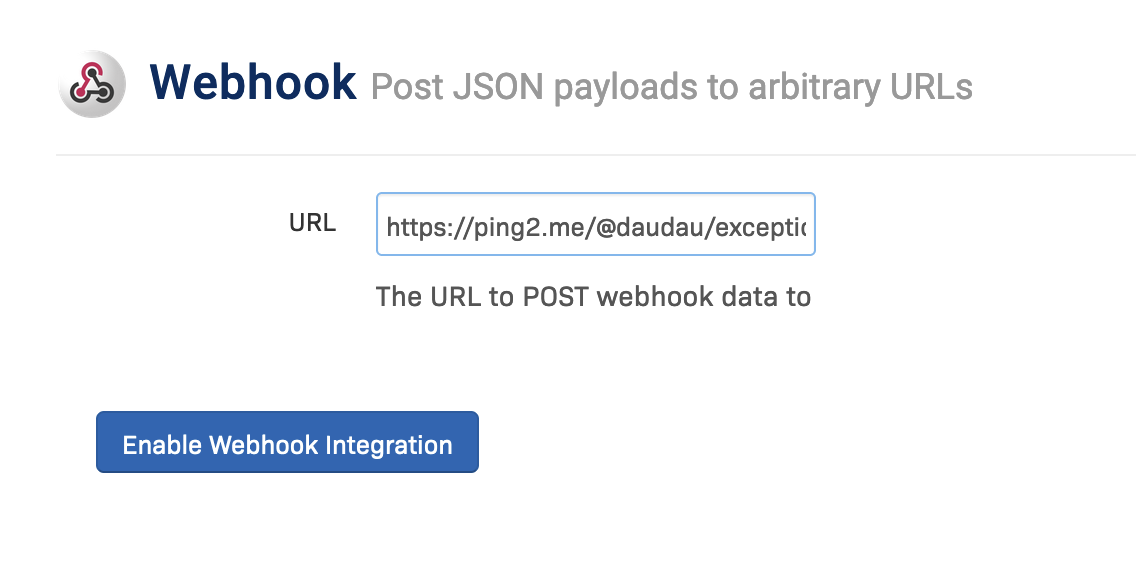 Webhook Post JSON payloads to arbitrary URLs
URL
https://ping2.me/@daudau/excepti
The URL to POST webhook data to
Enable Webhook Integration